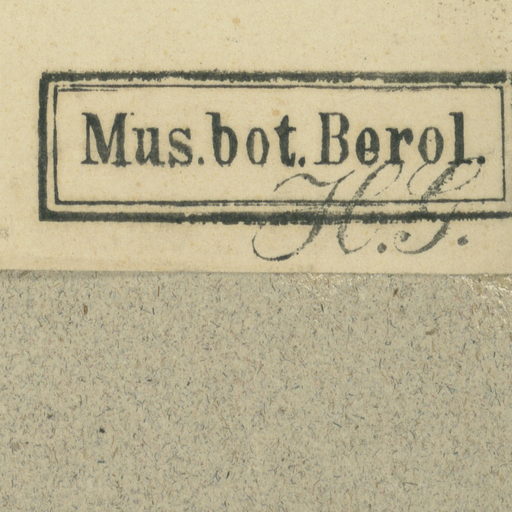 Mus. bot. Berol.
H. G.